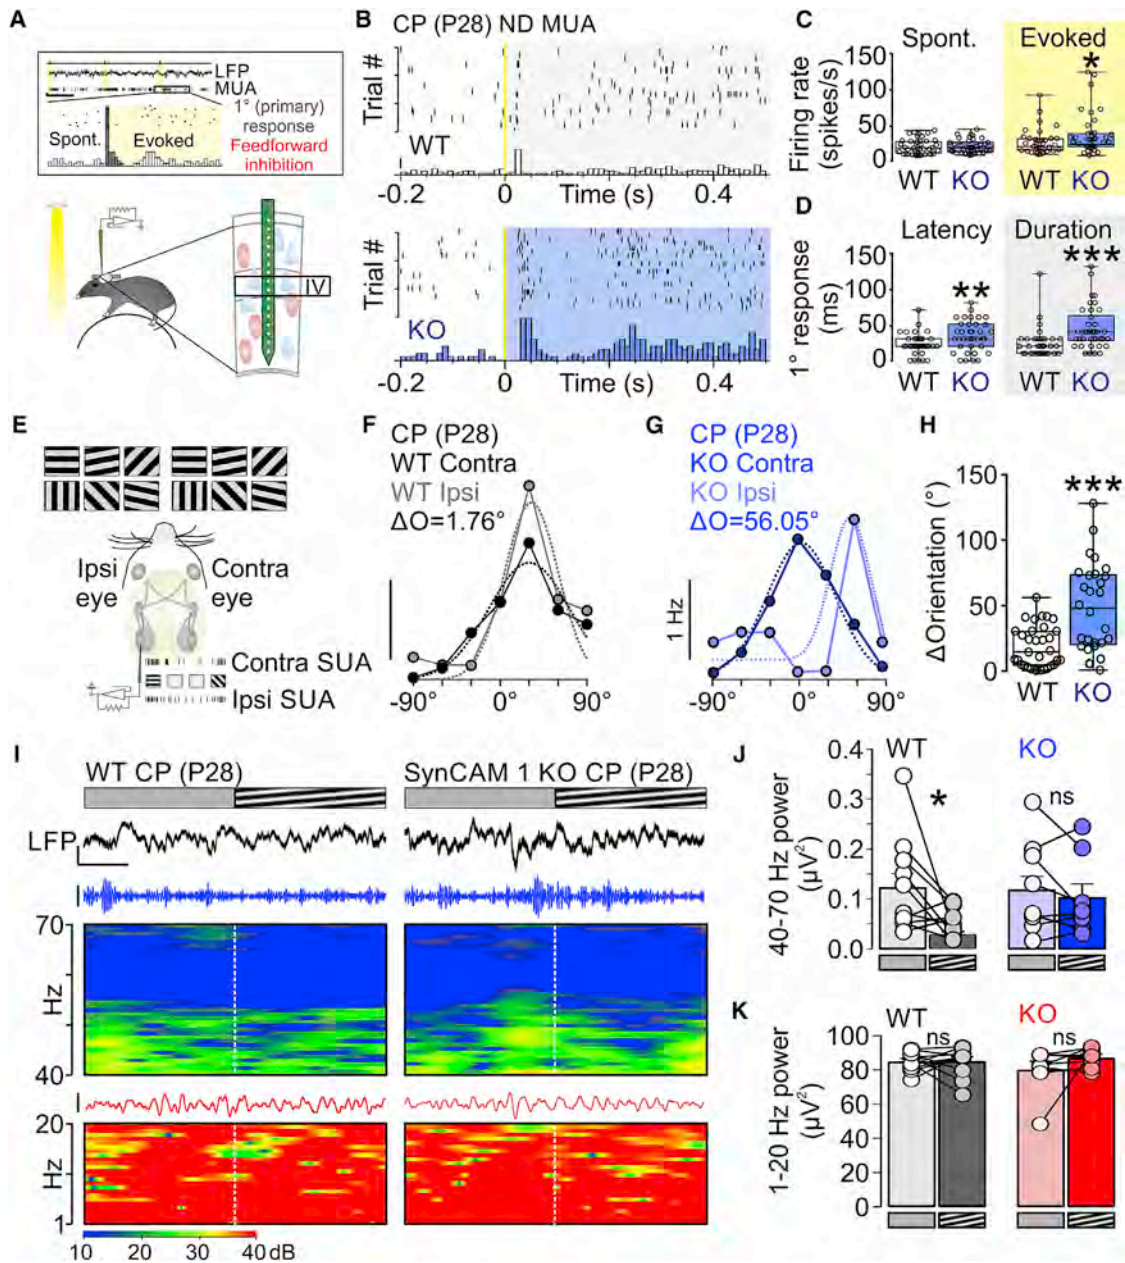 A
LFP
MUA
1° (primary)
response
Feedforward
inhibition
Spont.
Evoked
IV
B
CP (P28) ND MUA
Trial #
WT
-0.2
0
0.4
Time (s)
Trial #
KO
-0.2
0
0.4
Time (s)
C
Spont.
Evoked
Firing rate
(spikes/s)
150
100
50
0
*
WT
KO
WT
KO
D
Latency
Duration
1° response
(ms)
150
100
50
0
**
***
WT
KO
WT
KO
E
Ipsi
eye
Contra
eye
Contra SUA
Ipsi SUA
F
CP (P28)
WT Contra
WT Ipsi
ΔO=1.76°
-90°
0°
90°
G
CP (P28)
KO Contra
KO Ipsi
ΔO=56.05°
1 Hz
-90°
0°
90°
H
ΔOrientation (°)
150
100
50
0
***
WT
KO
I
WT CP (P28)
SynCAM 1 KO CP (P28)
LFP
70
Hz
40
20
Hz
1
10
20
30
40 dB
J
WT
KO
40-70 Hz power
(µV²)
0.4
0.3
0.2
0.1
0.0
*
ns
K
WT
KO
1-20 Hz power
(µV²)
100
80
60
40
20
0
ns
ns